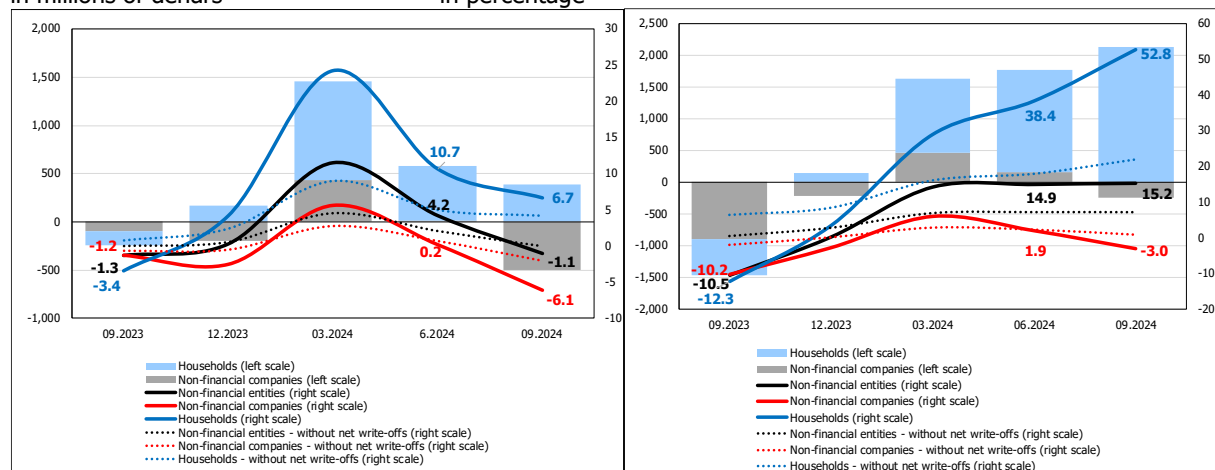 in millions of denars in percentage
2,000
1,500
1,000
500
0
-500
-1,000
30
25
20
15
10
5
0
-5
-10
10.7
4.2
6.7
-1.2
-1.3
-3.4
0.2
-1.1
-6.1
09.2023 12.2023 03.2024 6.2024 09.2024
Households (left scale)
Non-financial companies (left scale)
Non-financial entities (right scale)
Non-financial companies (right scale)
Households (right scale)
Non-financial entities - without net write-offs (right scale)
Non-financial companies - without net write-offs (right scale)
Households - without net write-offs (right scale)
2,500
2,000
1,500
1,000
500
0
-500
-1,000
-1,500
-2,000
60
50
40
30
20
10
0
-10
-20
52.8
38.4
14.9
15.2
1.9
-3.0
-10.2
-10.5
-12.3
09.2023 12.2023 03.2024 06.2024 09.2024
Households (left scale)
Non-financial companies (left scale)
Non-financial entities (right scale)
Non-financial companies (right scale)
Households (right scale)
Non-financial entities - without net write-offs (right scale)
Non-financial companies - without net write-offs (right scale)
Households - without net write-offs (right scale)